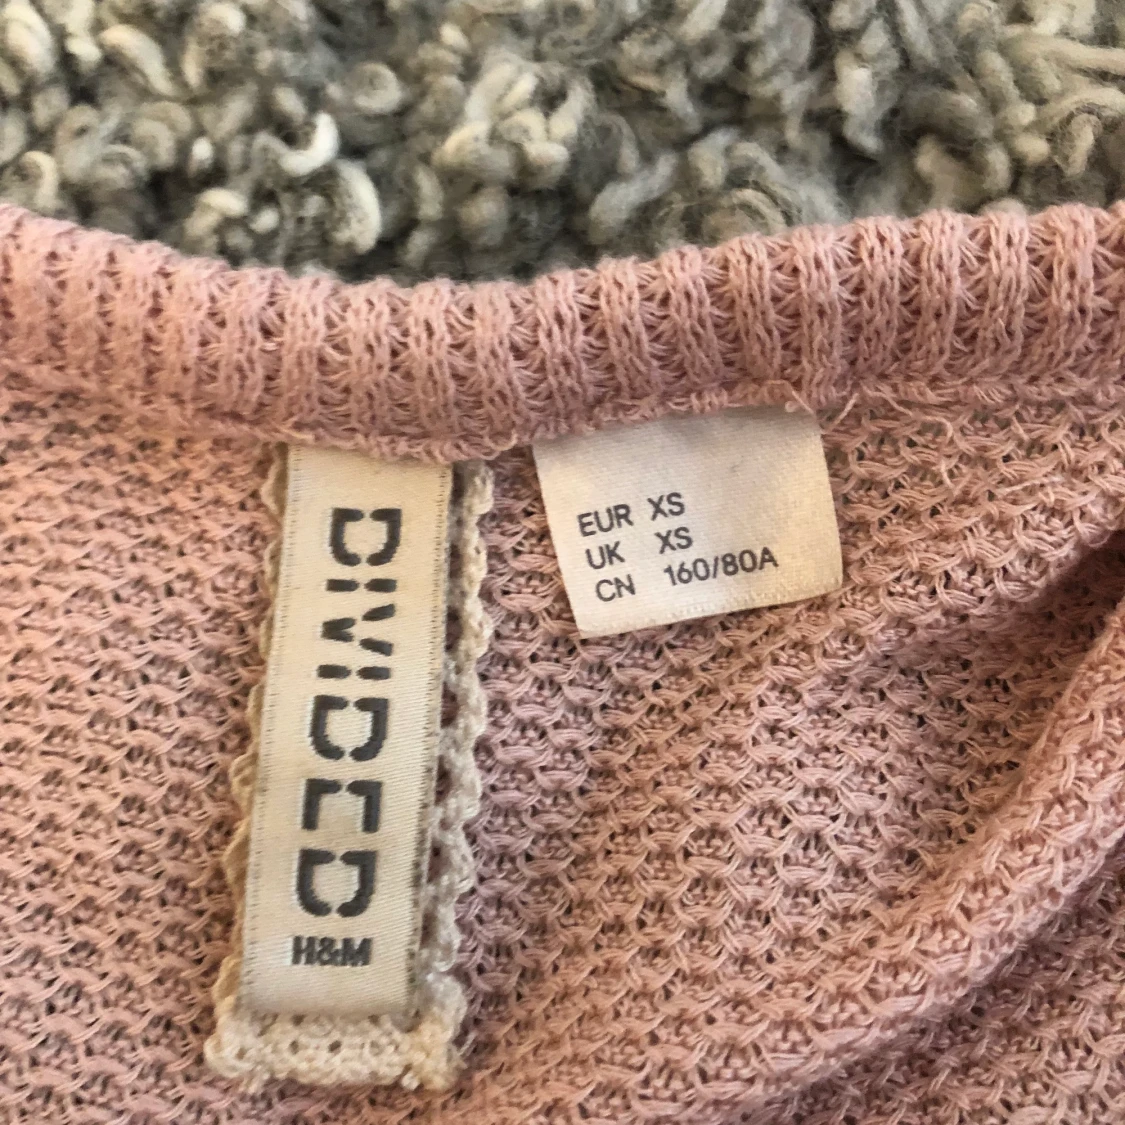 DIVIDED
H&M
EUR XS
UK XS
CN 160/80A